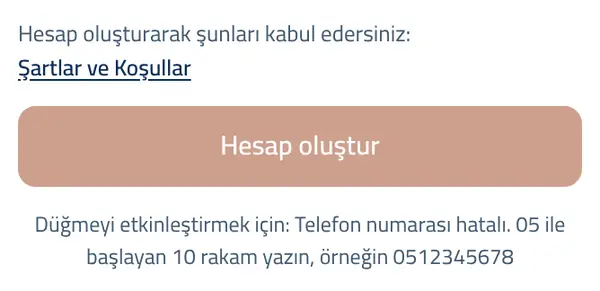 Hesap oluşturarak şunları kabul edersiniz:
Şartlar ve Koşullar
Hesap oluştur
Düğmeyi etkinleştirmek için: Telefon numarası hatalı. 05 ile
başlayan 10 rakam yazın, örneğin 0512345678